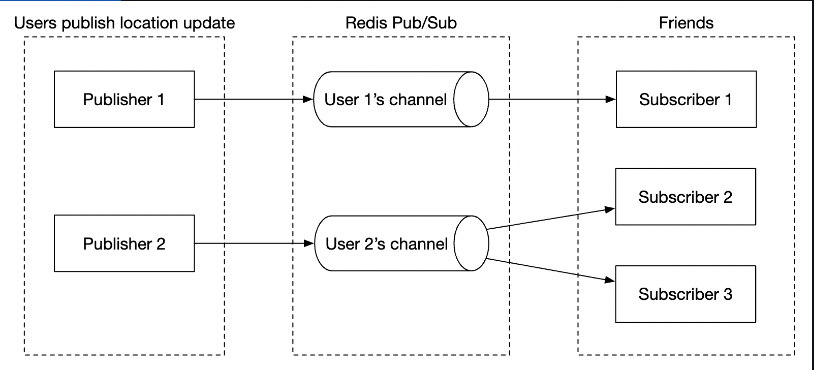 Users publish location update
Redis Pub/Sub
Friends
Publisher 1
User 1's channel
Subscriber 1
Subscriber 2
Publisher 2
User 2's channel
Subscriber 3